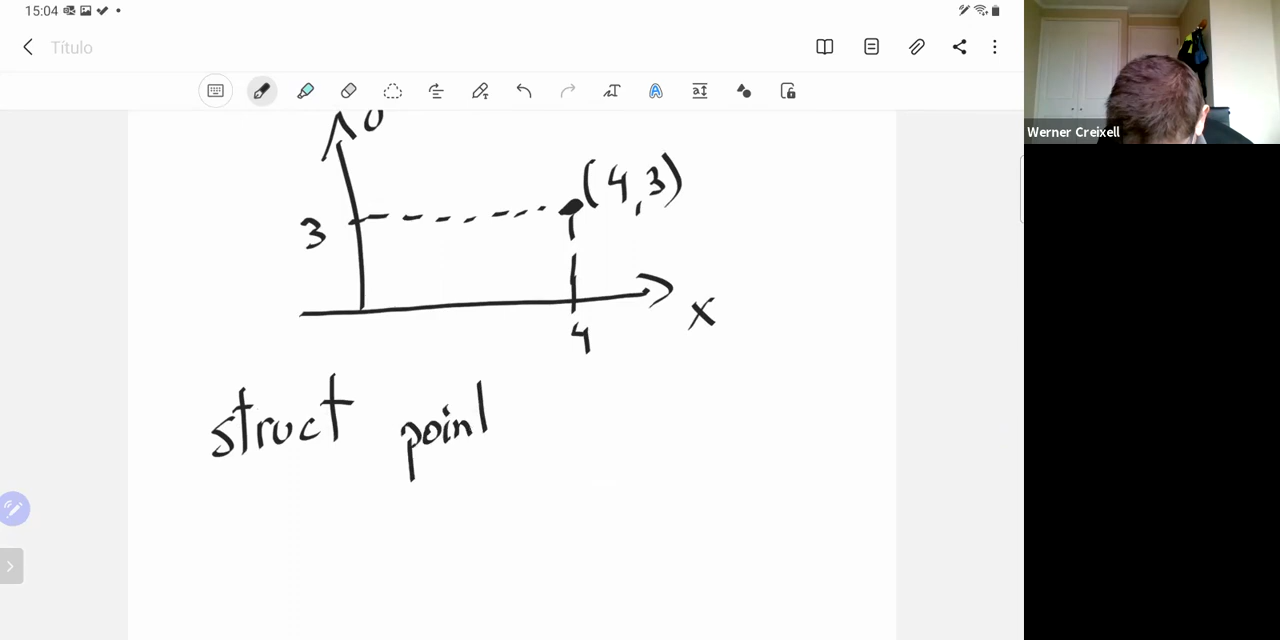 15:04
Título
(4,3)
3
4
x
struct point
Werner Creixell